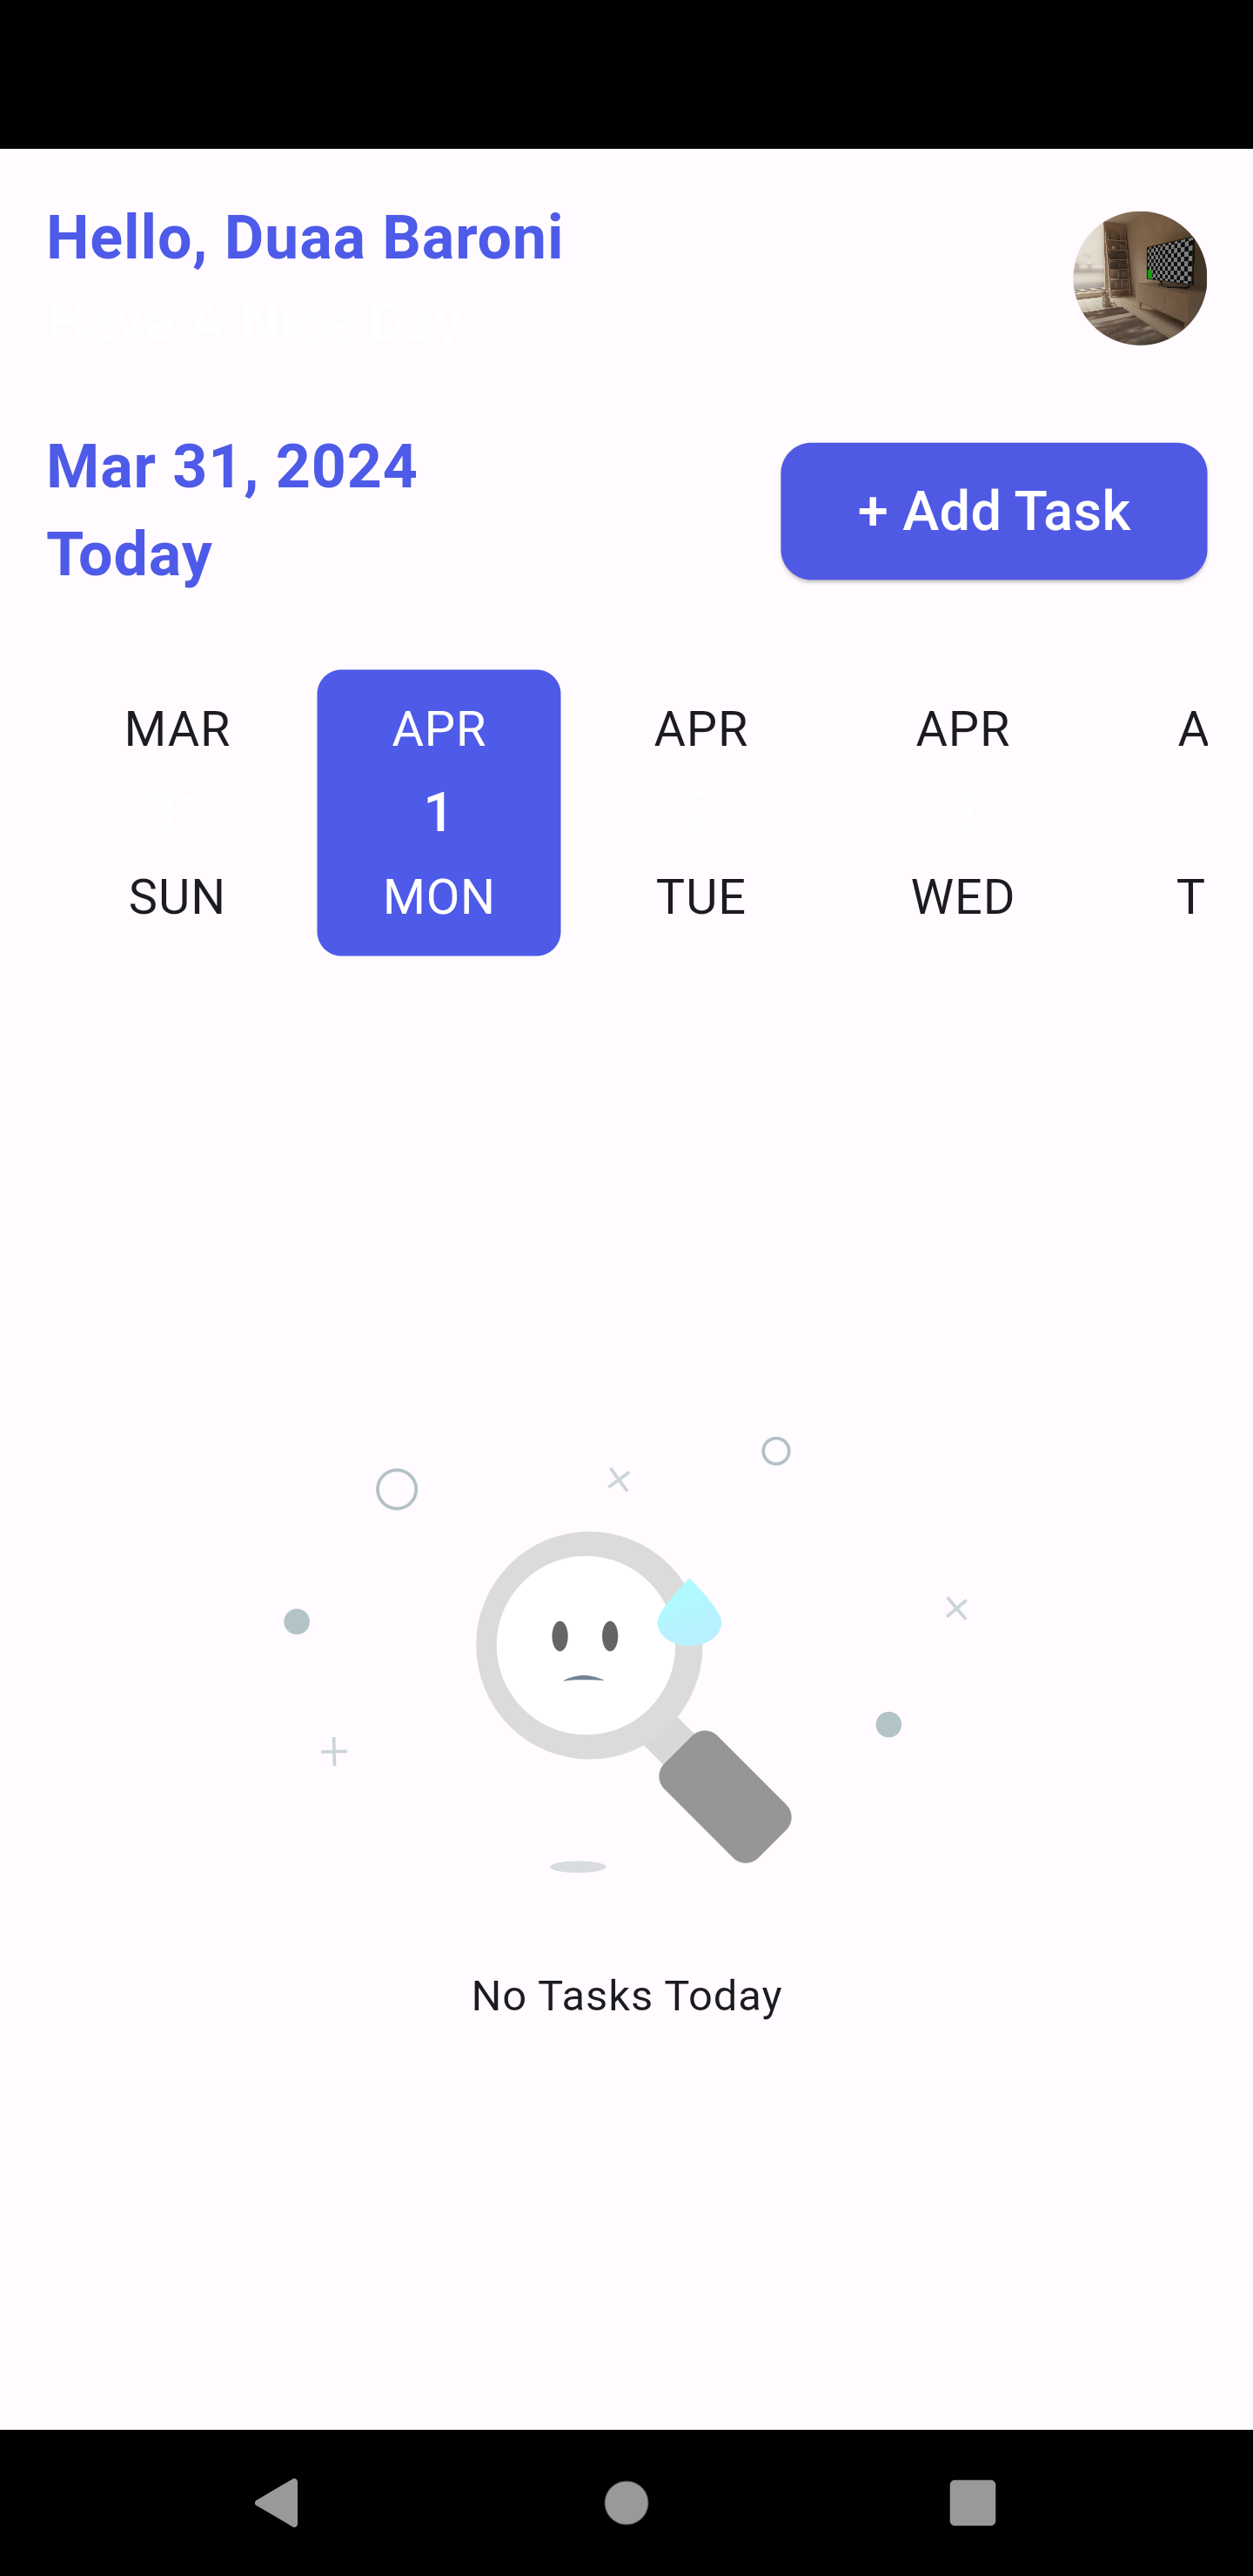 Hello, Duaa Baroni
Have A Nice Day
Mar 31, 2024
Today
+ Add Task
MAR APR APR APR A
31 1 2 3
SUN MON TUE WED T
No Tasks Today